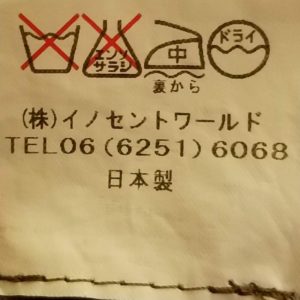 エンソサラシ 中 ドライ
裏から
(株)イノセントワールド
TEL06(6251)6068
日本製